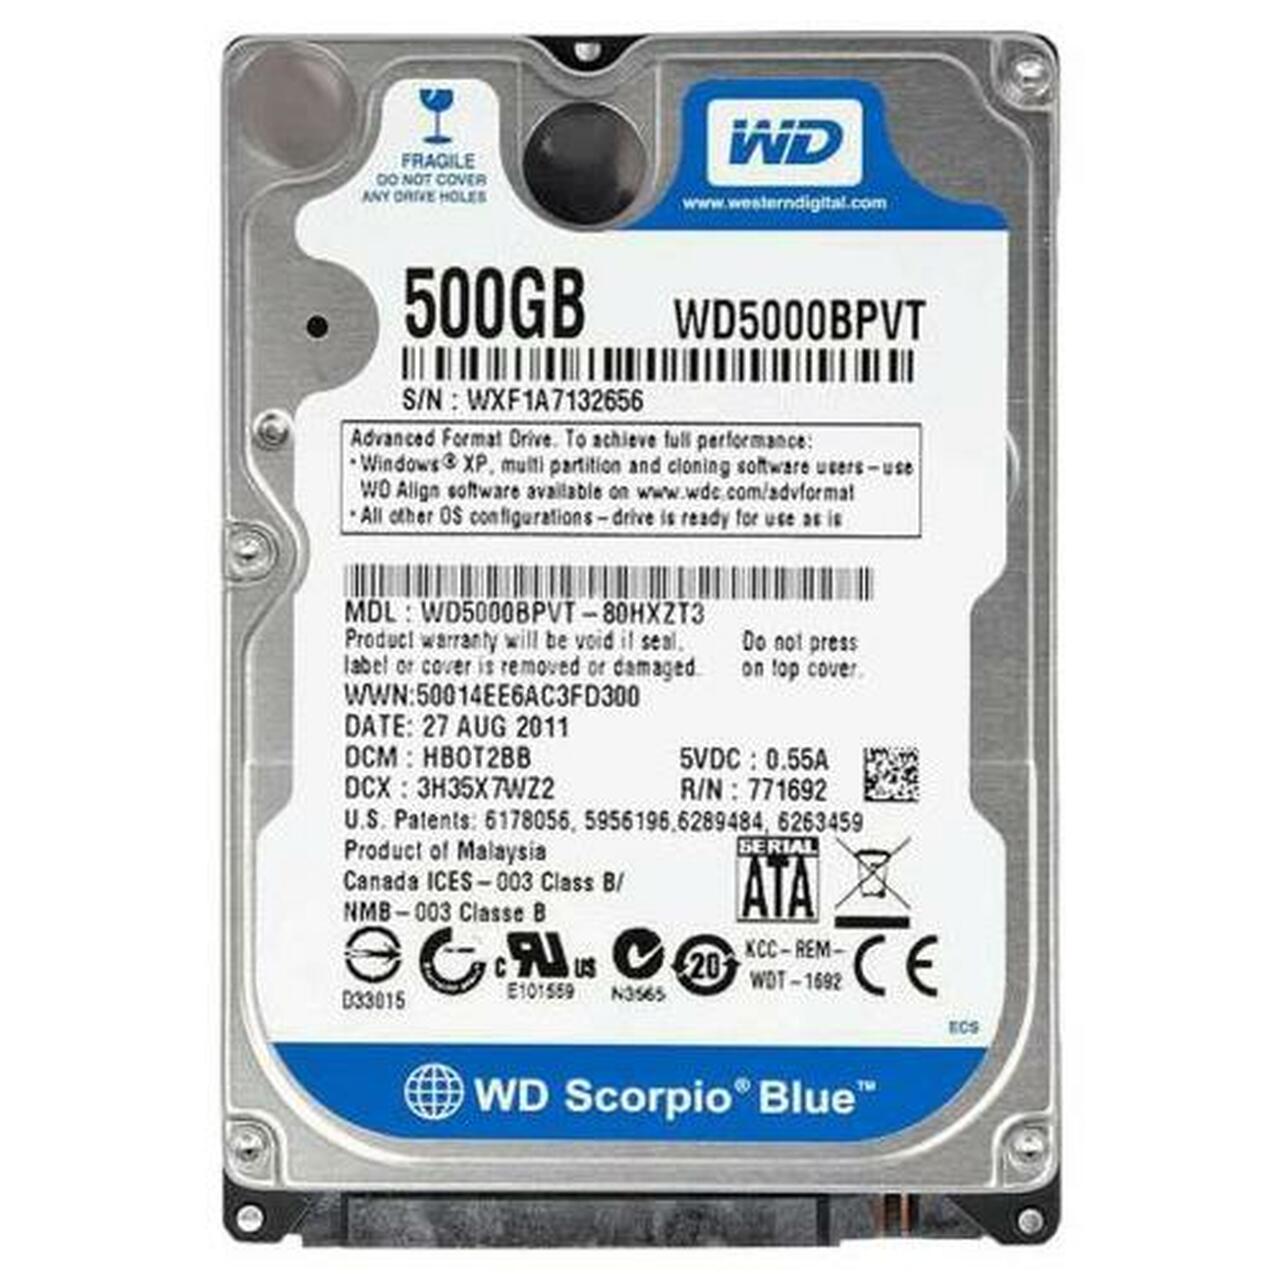 FRAGILE
DO NOT COVER
ANY DRIVE HOLES
WD
www.westerndigital.com
500GB WD5000BPVT
S/N : WXF1A7132656
Advanced Format Drive. To achieve full performance:
• Windows® XP, multi partition and cloning software users – use
WD Align software available on www.wdc.com/advformat
• All other OS configurations – drive is ready for use as is
MDL : WD5000BPVT – 80HXZT3
Product warranty will be void if seal, Do not press
label or cover is removed or damaged. on top cover.
WWN:50014EE6AC3FD300
DATE: 27 AUG 2011
DCM : HBOT2BB 5VDC : 0.55A
DCX : 3H35X7WZ2 R/N : 771692
U.S. Patents: 6178056, 5956196,6289484, 6263459
Product of Malaysia
Canada ICES – 003 Class B/
NMB – 003 Classe B
SERIAL
ATA
D33015
c RU US
E101559
N3565
20
KCC – REM –
WDT – 1692
CE
ECS
WD Scorpio® Blue™